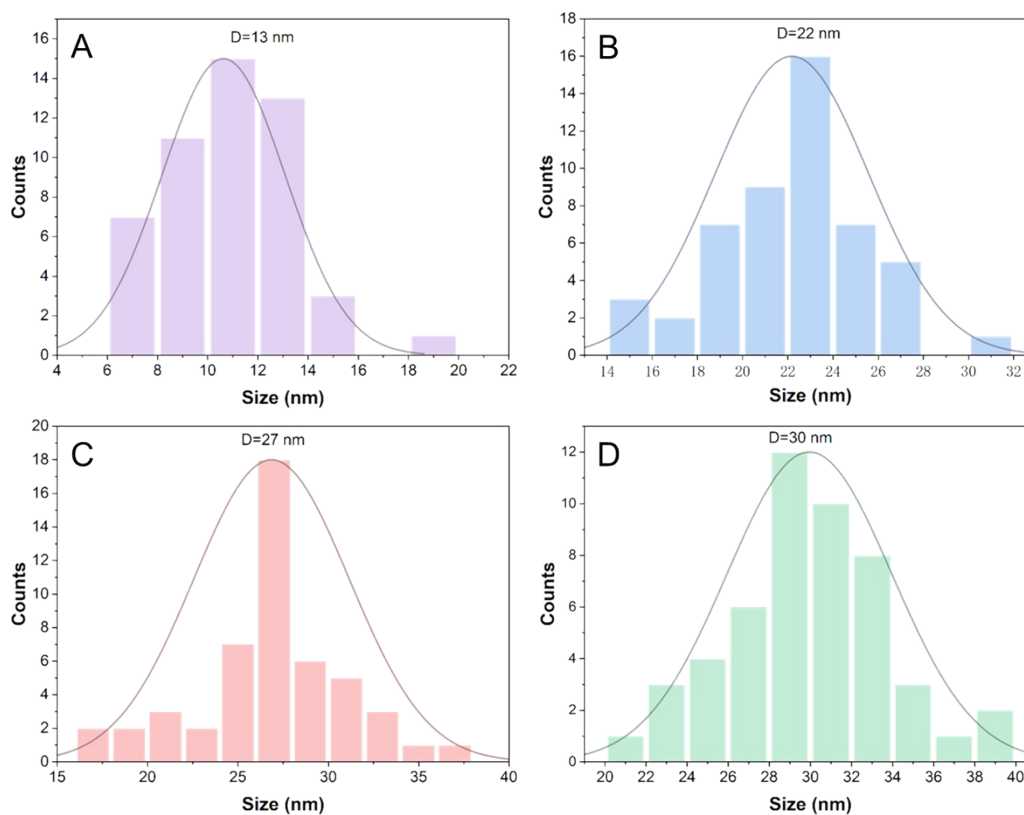 A
D=13 nm
16
14
12
10
8
6
4
2
0
Counts
4 6 8 10 12 14 16 18 20 22
Size (nm)
B
D=22 nm
18
16
14
12
10
8
6
4
2
0
Counts
14 16 18 20 22 24 26 28 30 32
Size (nm)
C
D=27 nm
20
18
16
14
12
10
8
6
4
2
0
Counts
15 20 25 30 35 40
Size (nm)
D
D=30 nm
12
10
8
6
4
2
0
Counts
20 22 24 26 28 30 32 34 36 38 40
Size (nm)